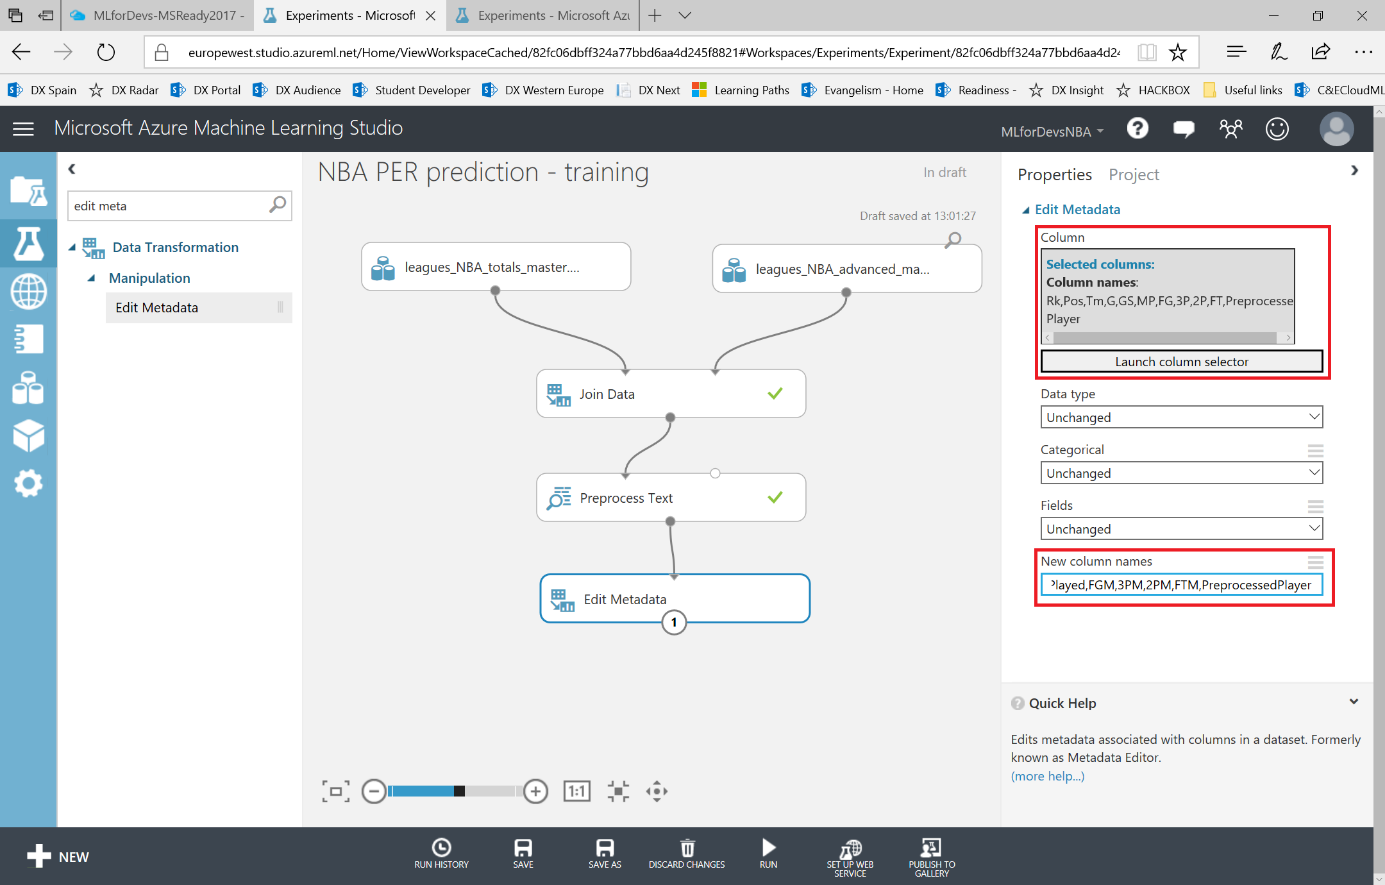 MLforDevs-MSReady2017 -
Experiments - Microsoft
Experiments - Microsoft Az
europewest.studio.azureml.net/Home/ViewWorkspaceCached/82fc06dbff324a77bbd6aa4d245f8821#Workspaces/Experiments/Experiment/82fc06dbff324a77bbd6aa4d24
DX Spain
DX Radar
DX Portal
DX Audience
Student Developer
DX Western Europe
DX Next
Learning Paths
Evangelism - Home
Readiness -
DX Insight
HACKBOX
Useful links
C&ECloudML
Microsoft Azure Machine Learning Studio
MLforDevsNBA
edit meta
Data Transformation
Manipulation
Edit Metadata
NBA PER prediction - training
In draft
Draft saved at 13:01:27
leagues_NBA_totals_master....
leagues_NBA_advanced_ma...
Join Data
Preprocess Text
Edit Metadata
1
1:1
Properties
Project
Edit Metadata
Column
Selected columns:
Column names:
Rk,Pos,Tm,G,GS,MP,FG,3P,2P,FT,Preprocesse
Player
Launch column selector
Data type
Unchanged
Categorical
Unchanged
Fields
Unchanged
New column names
Played,FGM,3PM,2PM,FTM,PreprocessedPlayer
Quick Help
Edits metadata associated with columns in a dataset. Formerly
known as Metadata Editor.
(more help...)
NEW
RUN HISTORY
SAVE
SAVE AS
DISCARD CHANGES
RUN
SET UP WEB
SERVICE
PUBLISH TO
GALLERY